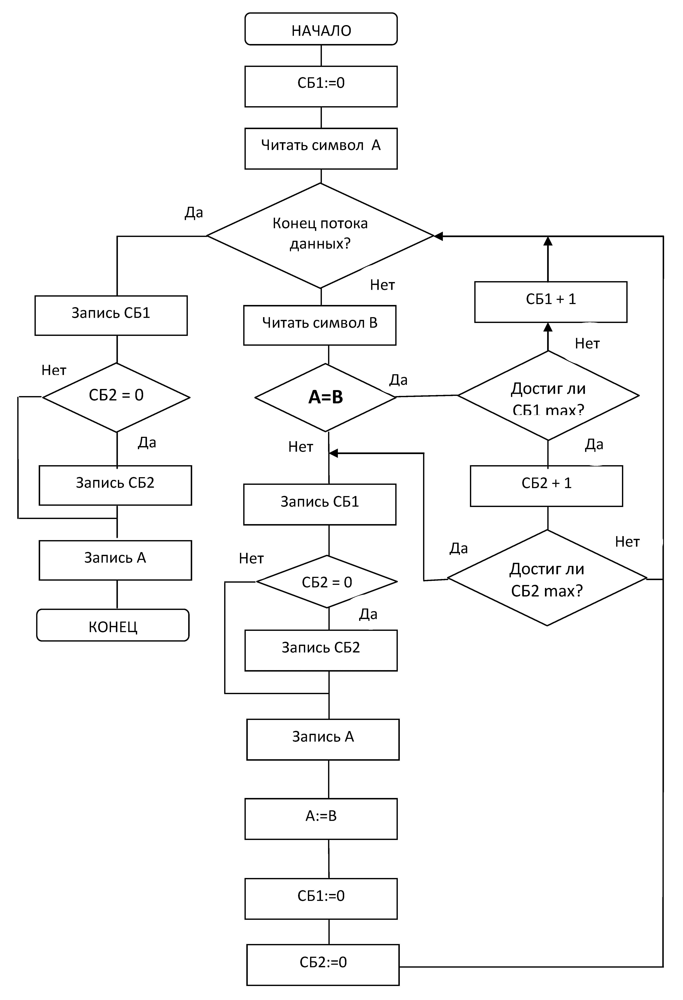 НАЧАЛО
СБ1:=0
Читать символ А
Да
Конец потока
данных?
Нет
Запись СБ1
Читать символ В
СБ1 + 1
Нет
Нет
СБ2 = 0
Да
А=В
Да
Достиг ли
СБ1 max?
Да
Нет
Запись СБ2
Запись СБ1
СБ2 + 1
Запись А
Нет
СБ2 = 0
Да
Да
Нет
Достиг ли
СБ2 max?
КОНЕЦ
Запись СБ2
Запись А
А:=В
СБ1:=0
СБ2:=0